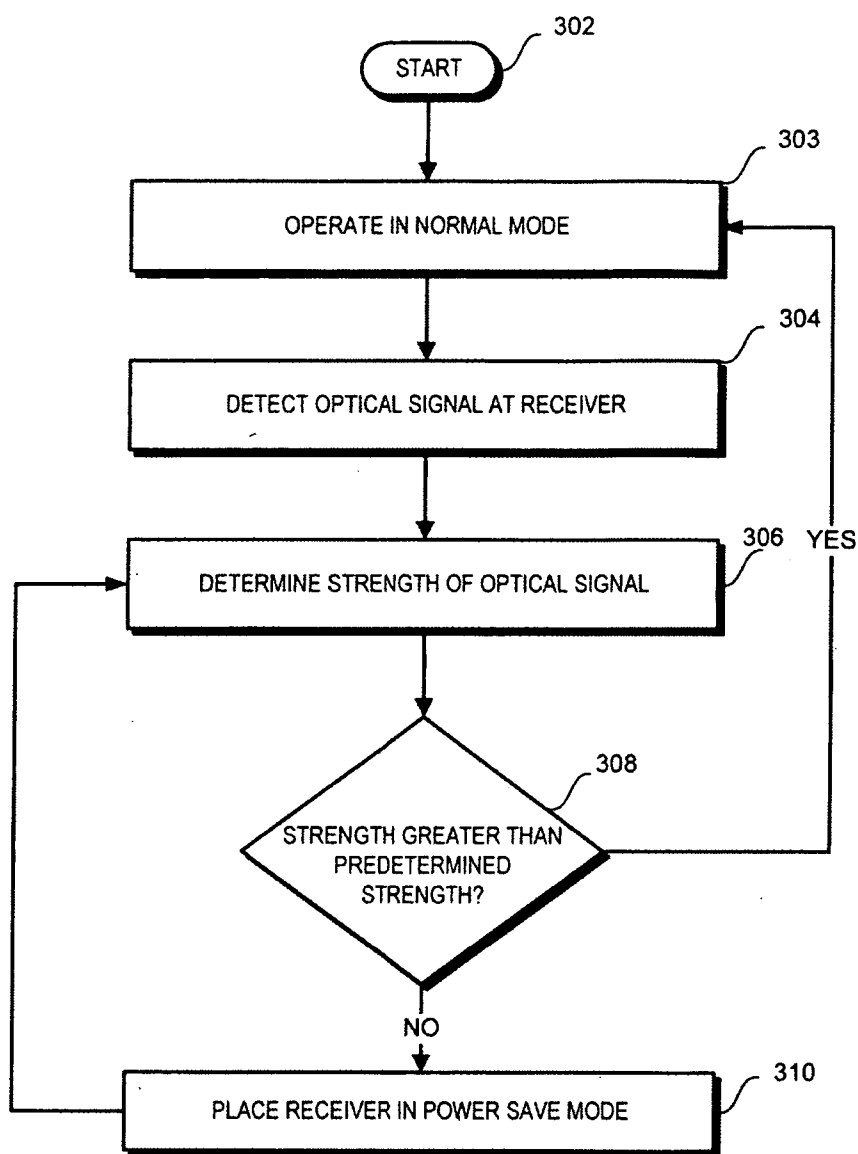 302
START
303
OPERATE IN NORMAL MODE
304
DETECT OPTICAL SIGNAL AT RECEIVER
306
YES
DETERMINE STRENGTH OF OPTICAL SIGNAL
308
STRENGTH GREATER THAN
PREDETERMINED
STRENGTH?
NO
310
PLACE RECEIVER IN POWER SAVE MODE